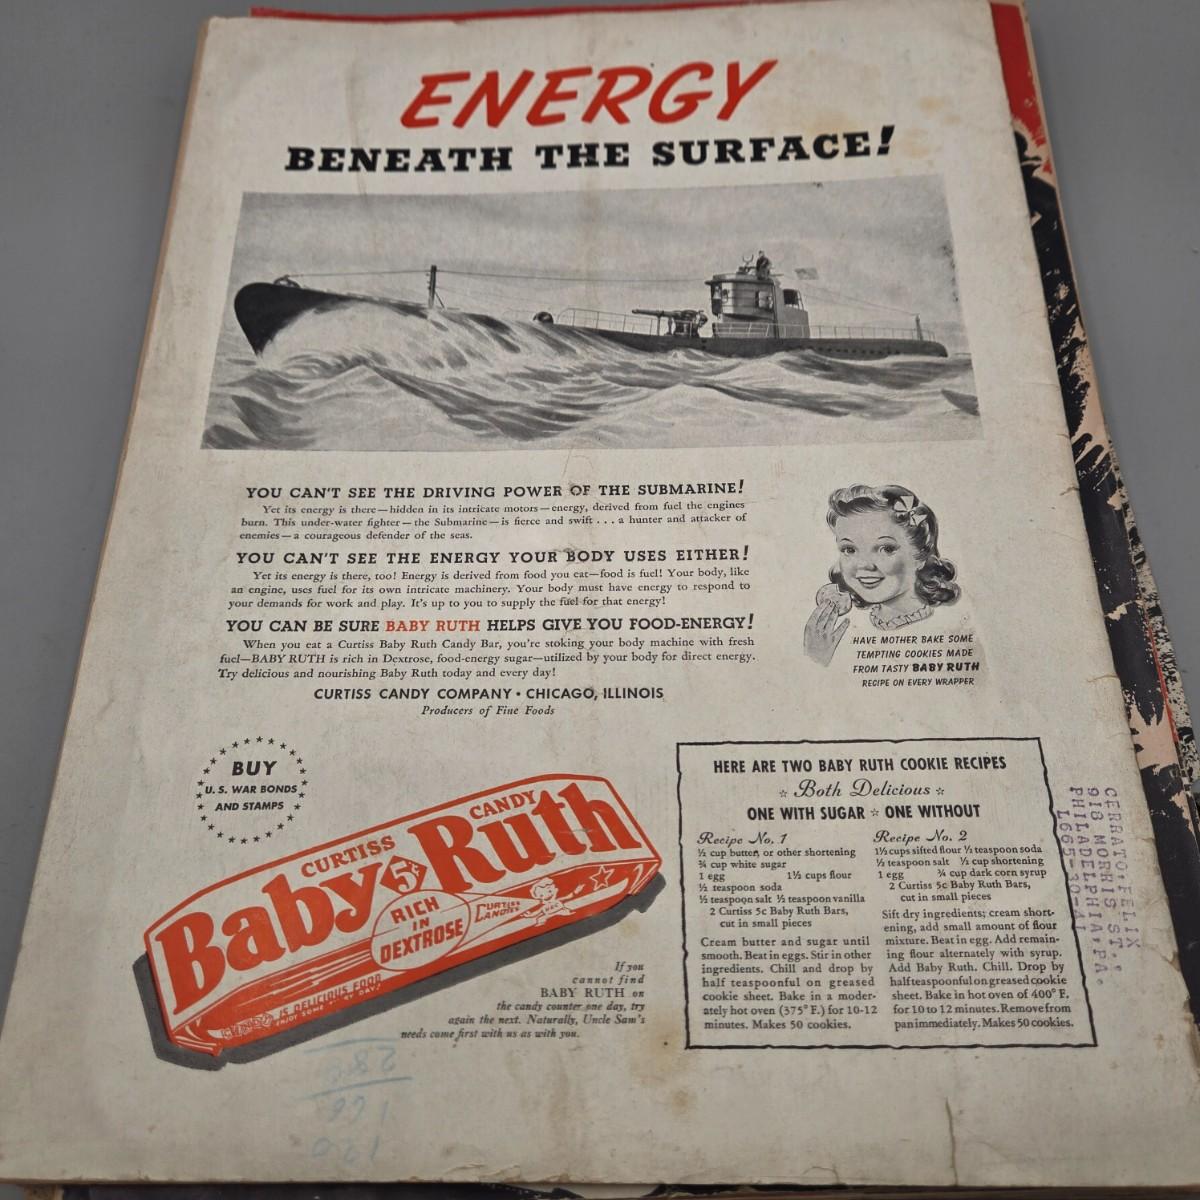 ENERGY
BENEATH THE SURFACE!
YOU CAN'T SEE THE DRIVING POWER OF THE SUBMARINE!
Yet its energy is there—hidden in its intricate motors—energy, derived from fuel the engines
burn. This under-water fighter—the Submarine—is fierce and swift . . . a hunter and attacker of
enemies—a courageous defender of the seas.
YOU CAN'T SEE THE ENERGY YOUR BODY USES EITHER!
Yet its energy is there, too! Energy is derived from food you eat—food is fuel! Your body, like
an engine, uses fuel for its own intricate machinery. Your body must have energy to respond to
your demands for work and play. It's up to you to supply the fuel for that energy!
YOU CAN BE SURE BABY RUTH HELPS GIVE YOU FOOD-ENERGY!
When you eat a Curtiss Baby Ruth Candy Bar, you're stoking your body machine with fresh
fuel—BABY RUTH is rich in Dextrose, food-energy sugar—utilized by your body for direct energy.
Try delicious and nourishing Baby Ruth today and every day!
CURTISS CANDY COMPANY • CHICAGO, ILLINOIS
Producers of Fine Foods
HAVE MOTHER BAKE SOME
TEMPTING COOKIES MADE
FROM TASTY BABY RUTH
RECIPE ON EVERY WRAPPER
BUY
U. S. WAR BONDS
AND STAMPS
CURTISS
CANDY
Baby Ruth
5¢
RICH
IN
DEXTROSE
CURTISS
CANDIES
IS DELICIOUS FOOD
ENJOY SOME EVERY DAY!
If you
cannot find
BABY RUTH on
the candy counter one day, try
again the next. Naturally, Uncle Sam's
needs come first with us as with you.
HERE ARE TWO BABY RUTH COOKIE RECIPES
☆ Both Delicious ☆
ONE WITH SUGAR ☆ ONE WITHOUT
Recipe No. 1
½ cup butter, or other shortening
¾ cup white sugar
1 egg 1½ cups flour
½ teaspoon soda
½ teaspoon salt ½ teaspoon vanilla
2 Curtiss 5c Baby Ruth Bars,
cut in small pieces
Cream butter and sugar until
smooth. Beat in eggs. Stir in other
ingredients. Chill and drop by
half teaspoonful on greased
cookie sheet. Bake in a moder-
ately hot oven (375° F.) for 10-12
minutes. Makes 50 cookies.
Recipe No. 2
1½ cups sifted flour ½ teaspoon soda
½ teaspoon salt ½ cup shortening
1 egg ¾ cup dark corn syrup
2 Curtiss 5c Baby Ruth Bars,
cut in small pieces
Sift dry ingredients; cream short-
ening, add small amount of flour
mixture. Beat in egg. Add remain-
ing flour alternately with syrup.
Add Baby Ruth. Chill. Drop by
half teaspoonful on greased cookie
sheet. Bake in hot oven of 400° F.
for 10 to 12 minutes. Remove from
pan immediately. Makes 50 cookies.
CERRATO, FELIX
918 MORRIS ST.,
PHILADELPHIA, PA.
L665-30-41
166
120